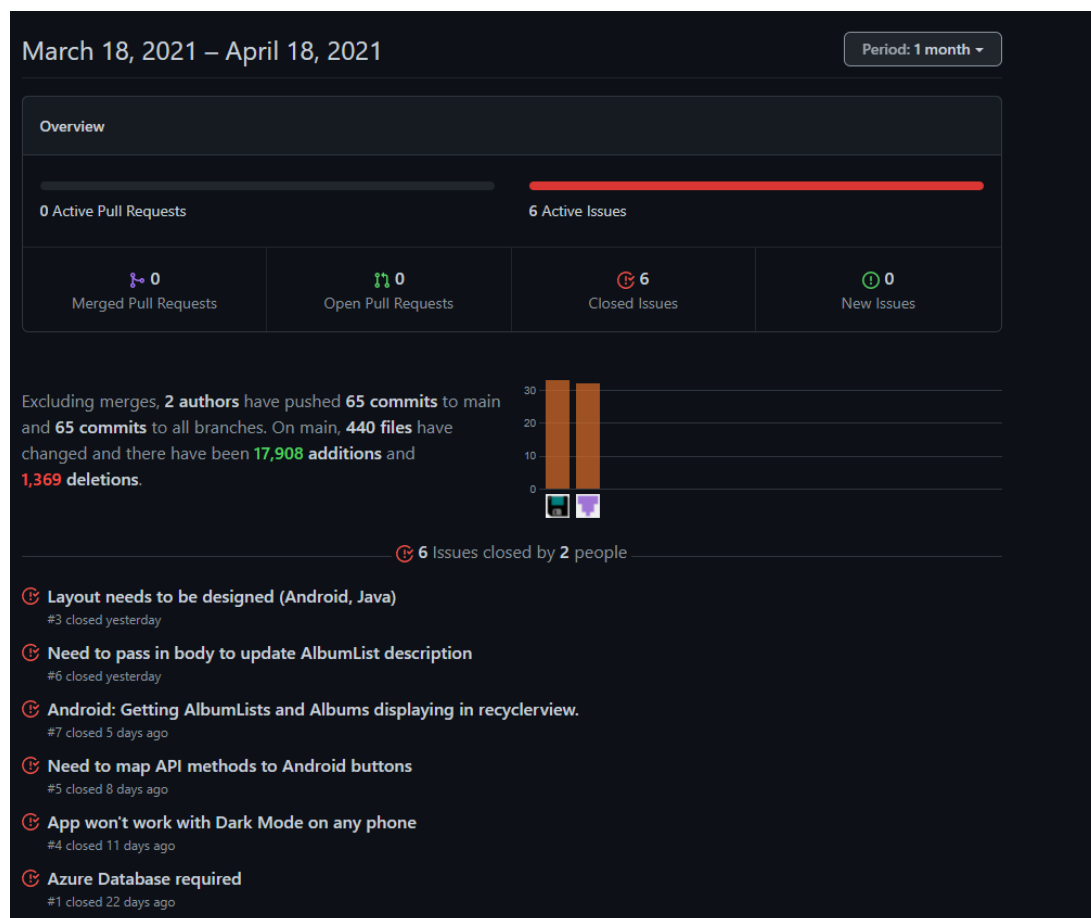 March 18, 2021 – April 18, 2021
Period: 1 month
Overview
0 Active Pull Requests
6 Active Issues
0
Merged Pull Requests
0
Open Pull Requests
6
Closed Issues
0
New Issues
Excluding merges, 2 authors have pushed 65 commits to main
and 65 commits to all branches. On main, 440 files have
changed and there have been 17,908 additions and
1,369 deletions.
30
20
10
0
6 Issues closed by 2 people
Layout needs to be designed (Android, Java)
#3 closed yesterday
Need to pass in body to update AlbumList description
#6 closed yesterday
Android: Getting AlbumLists and Albums displaying in recyclerview.
#7 closed 5 days ago
Need to map API methods to Android buttons
#5 closed 8 days ago
App won't work with Dark Mode on any phone
#4 closed 11 days ago
Azure Database required
#1 closed 22 days ago